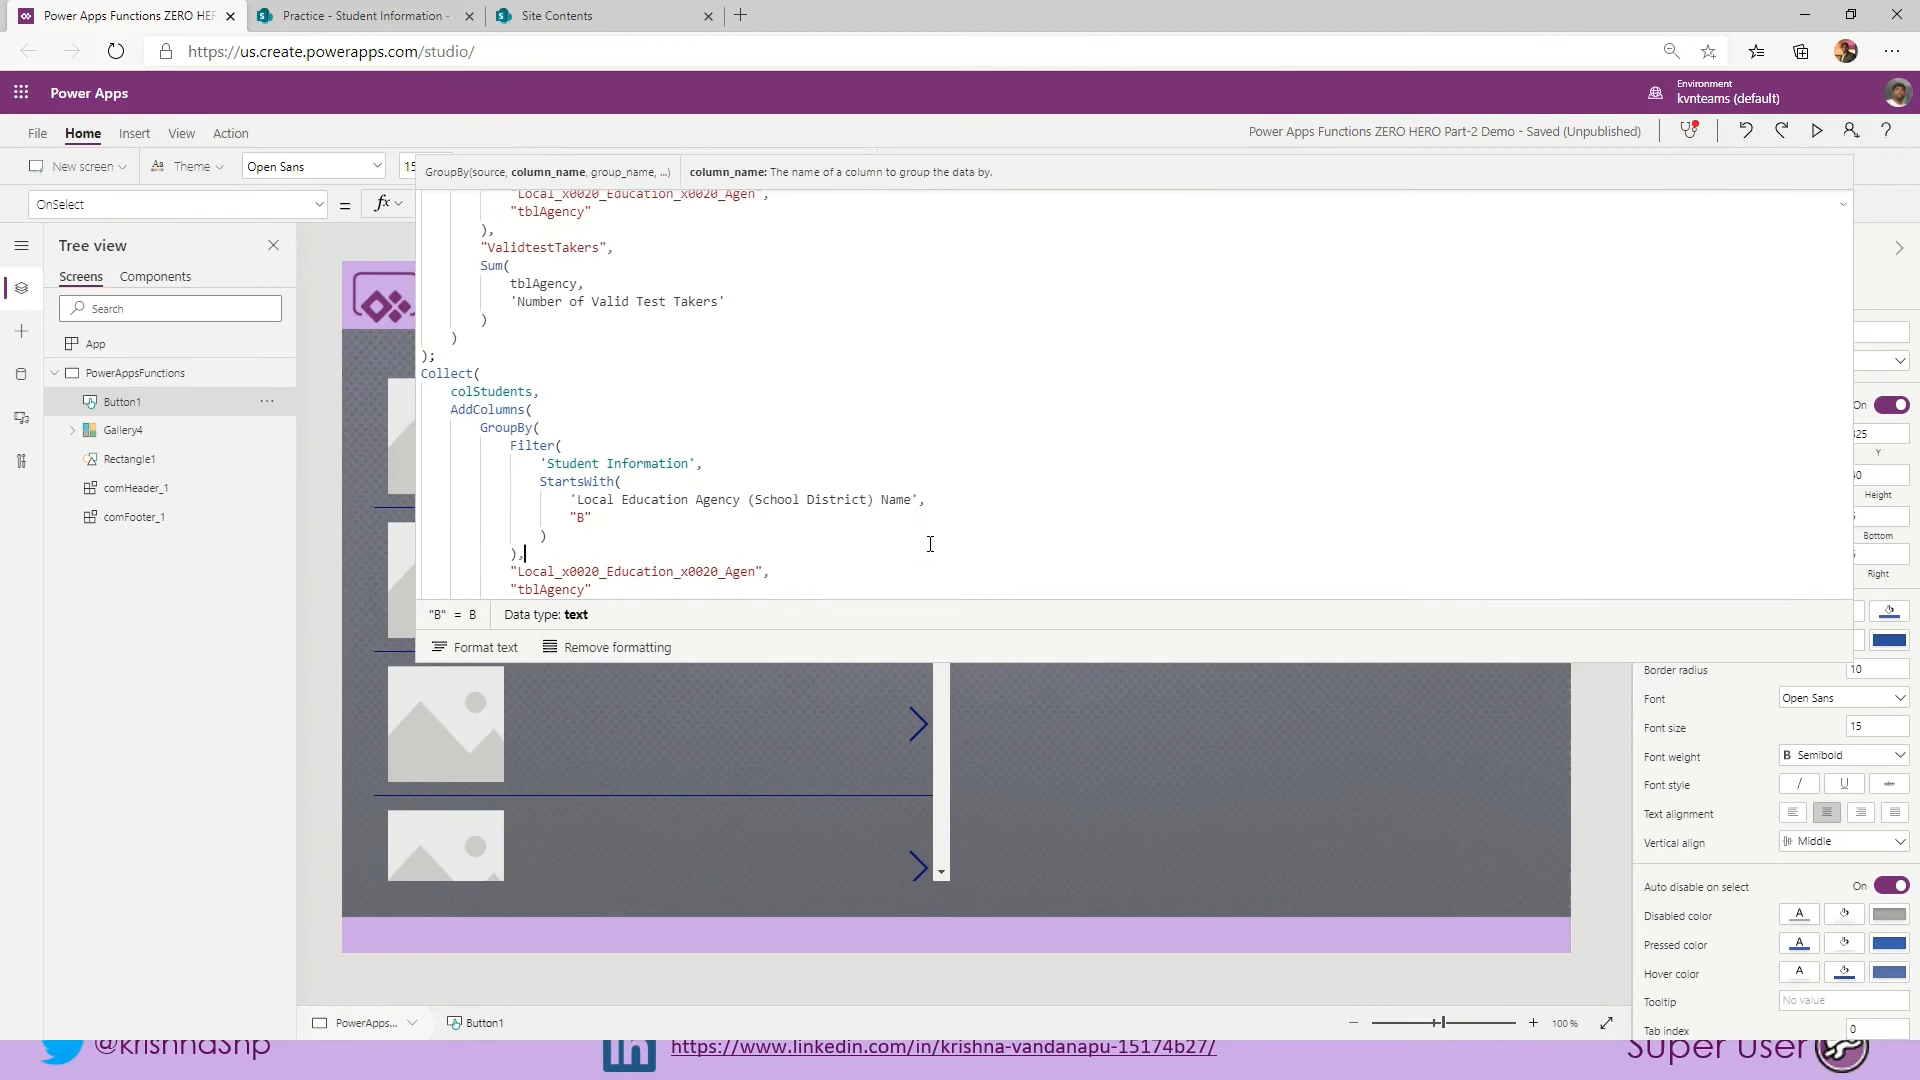 Power Apps Functions ZERO HER
Practice - Student Information -
Site Contents
https://us.create.powerapps.com/studio/
Power Apps
Environment
kvnteams (default)
File
Home
Insert
View
Action
Power Apps Functions ZERO HERO Part-2 Demo - Saved (Unpublished)
New screen
Theme
Open Sans
15
GroupBy(source, column_name, group_name, ...)
column_name: The name of a column to group the data by.
OnSelect
=
fx
"Local_x0020_Education_x0020_Agen",
"tblAgency"
),
"ValidtestTakers",
Sum(
tblAgency,
'Number of Valid Test Takers'
)
)
);
Collect(
colStudents,
AddColumns(
GroupBy(
Filter(
'Student Information',
StartsWith(
'Local Education Agency (School District) Name',
"B"
)
),
"Local_x0020_Education_x0020_Agen",
"tblAgency"
"B" = B
Data type: text
Format text
Remove formatting
Tree view
Screens
Components
Search
App
PowerAppsFunctions
Button1
...
Gallery4
Rectangle1
comHeader_1
comFooter_1
On
Y
Height
Bottom
Right
Border radius
10
Font
Open Sans
Font size
15
Font weight
B Semibold
Font style
/
U
abc
Text alignment
Vertical align
Middle
Auto disable on select
On
Disabled color
A
Pressed color
A
Hover color
A
Tooltip
No value
Tab index
0
PowerApps...
Button1
100 %
@krishna5np
https://www.linkedin.com/in/krishna-vandanapu-15174b27/
Super User